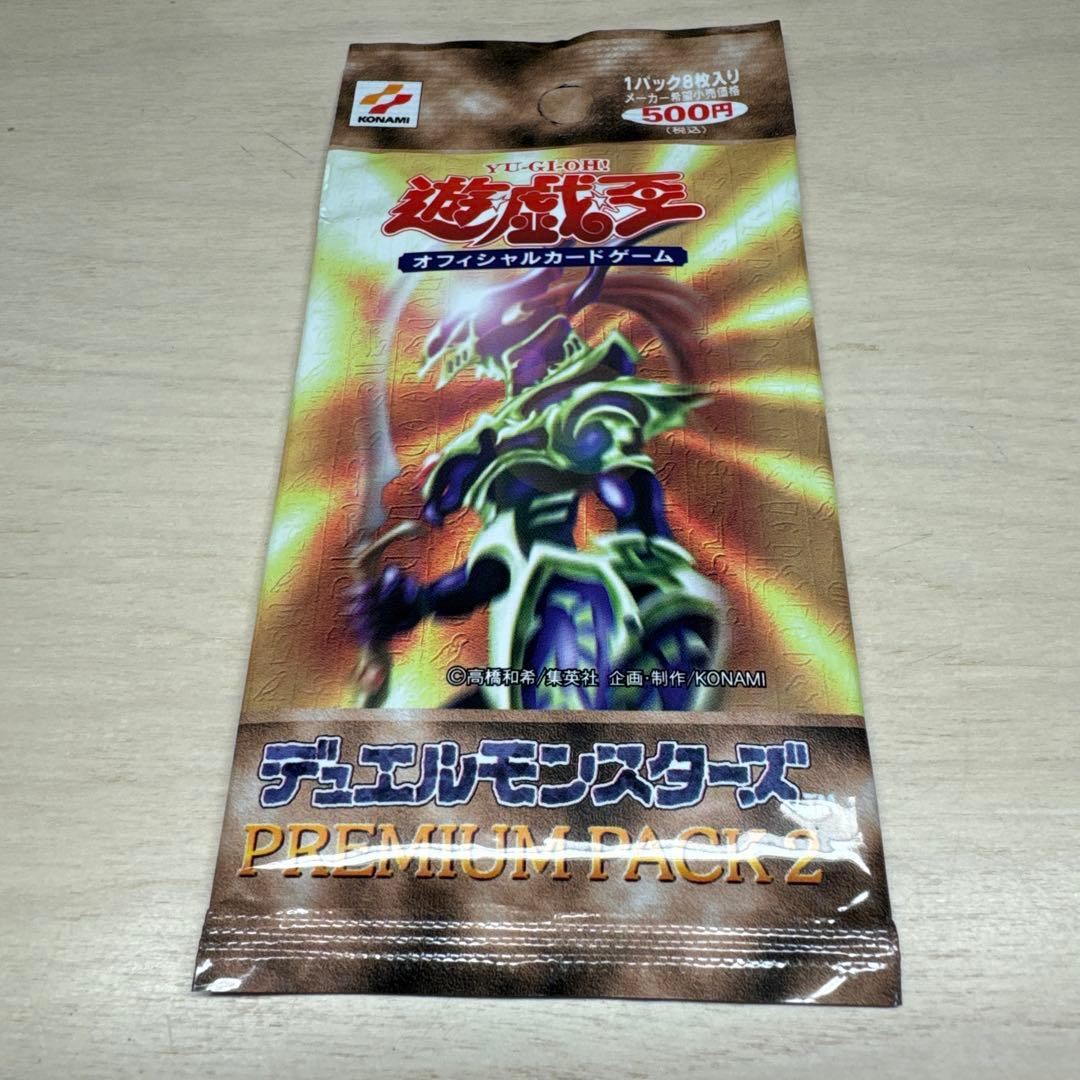 KONAMI
1パック8枚入り
メーカー希望小売価格
500円
(税込)
YU-GI-OH!
遊戯王
オフィシャルカードゲーム
©高橋和希/集英社 企画・制作/KONAMI
デュエルモンスターズ
PREMIUM PACK 2